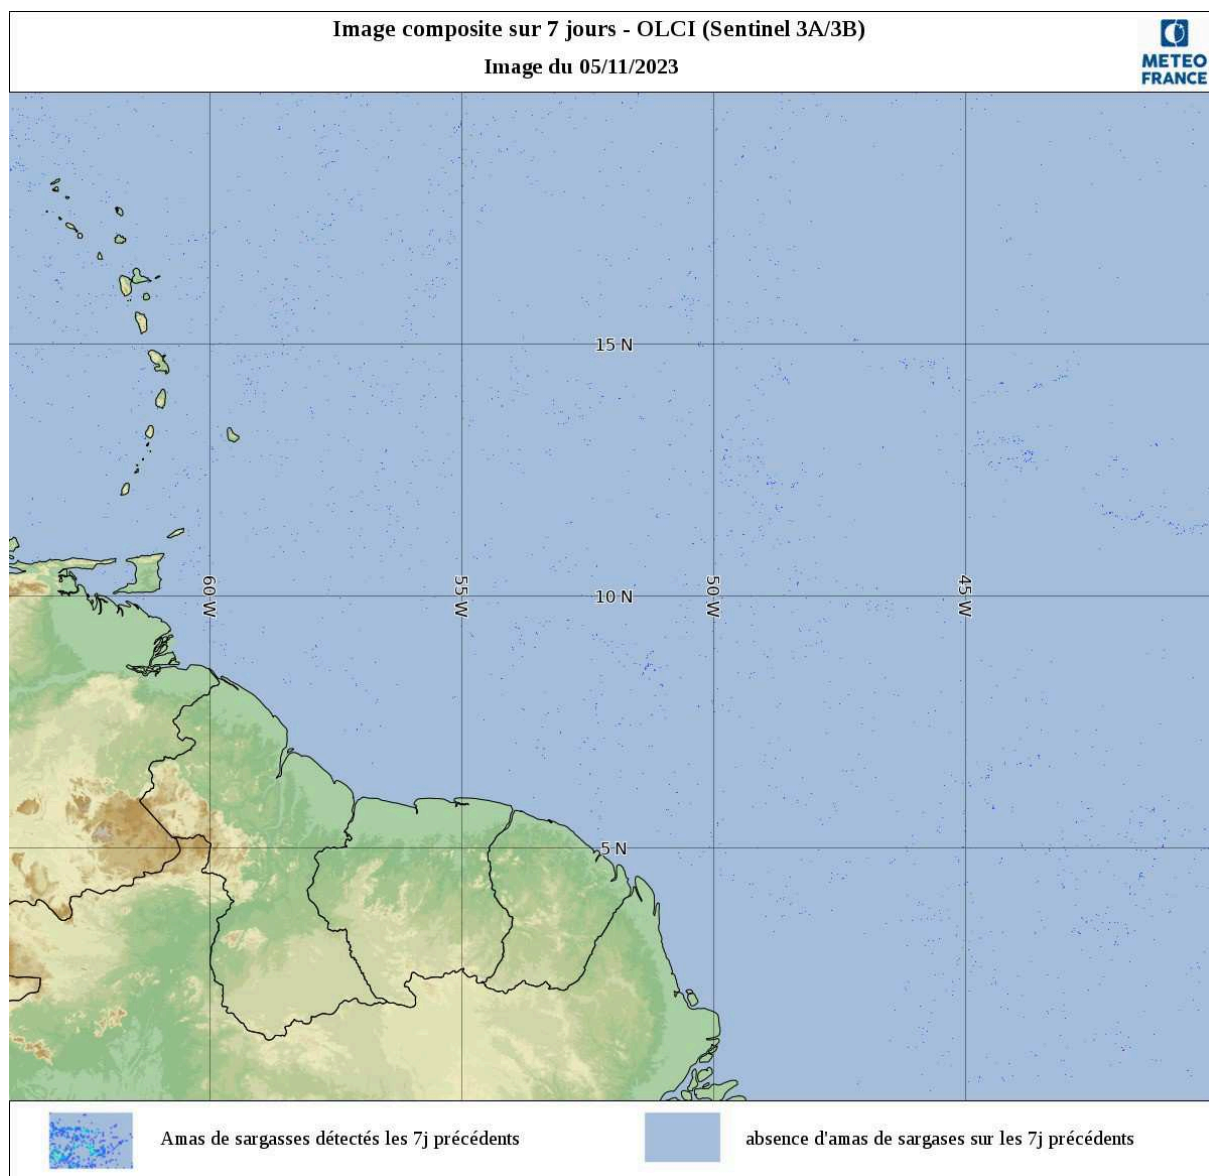 Image composite sur 7 jours - OLCI (Sentinel 3A/3B)
Image du 05/11/2023
METEO
FRANCE
15 N
60 W
55 W
10 N
50 W
45 W
5 N
Amas de sargasses détectés les 7j précédents
absence d'amas de sargases sur les 7j précédents